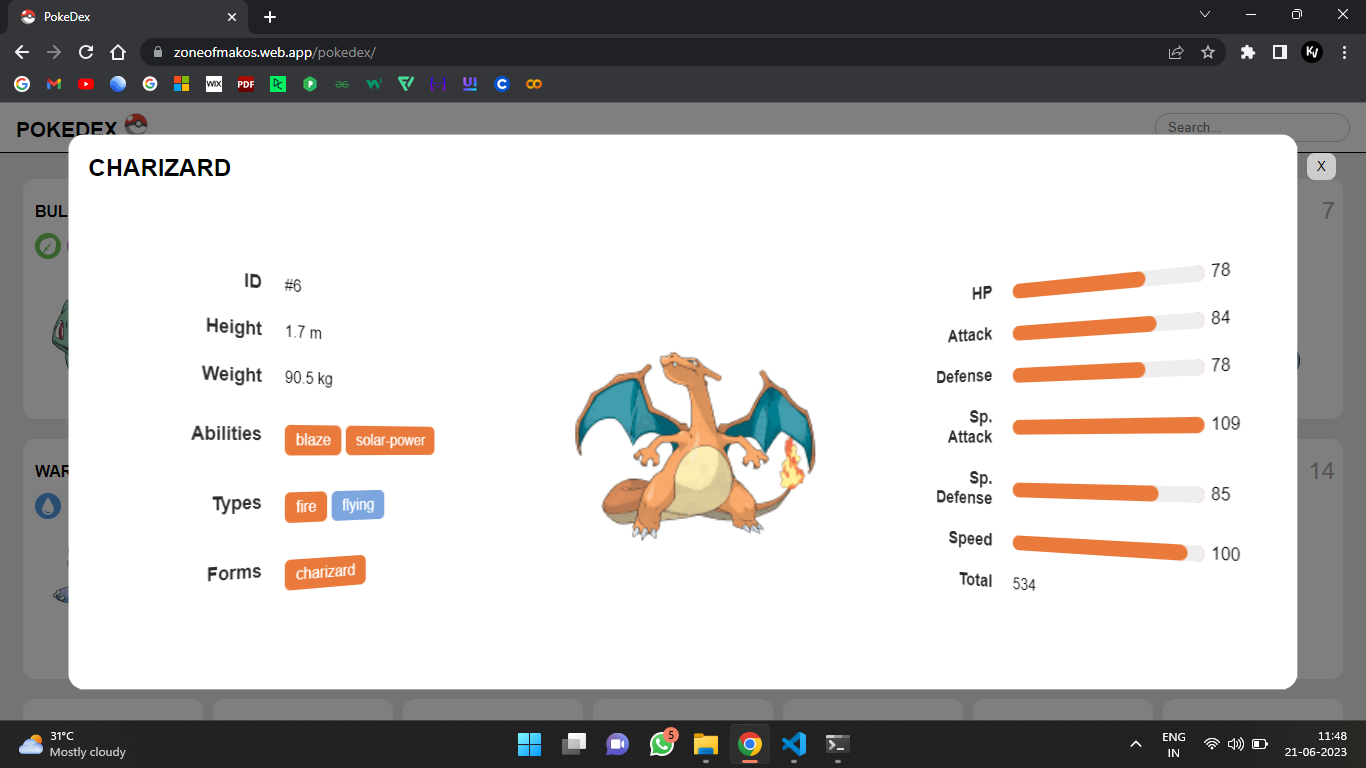 PokeDex
zoneofmakos.web.app/pokedex/
WIX
PDF
UI
POKEDEX
Search...
CHARIZARD
X
BUL
7
ID #6
Height 1.7 m
Weight 90.5 kg
Abilities blaze solar-power
Types fire flying
Forms charizard
HP 78
Attack 84
Defense 78
Sp.
Attack 109
Sp.
Defense 85
Speed 100
Total 534
WAR
14
31°C
Mostly cloudy
5
ENG
IN
11:48
21-06-2023